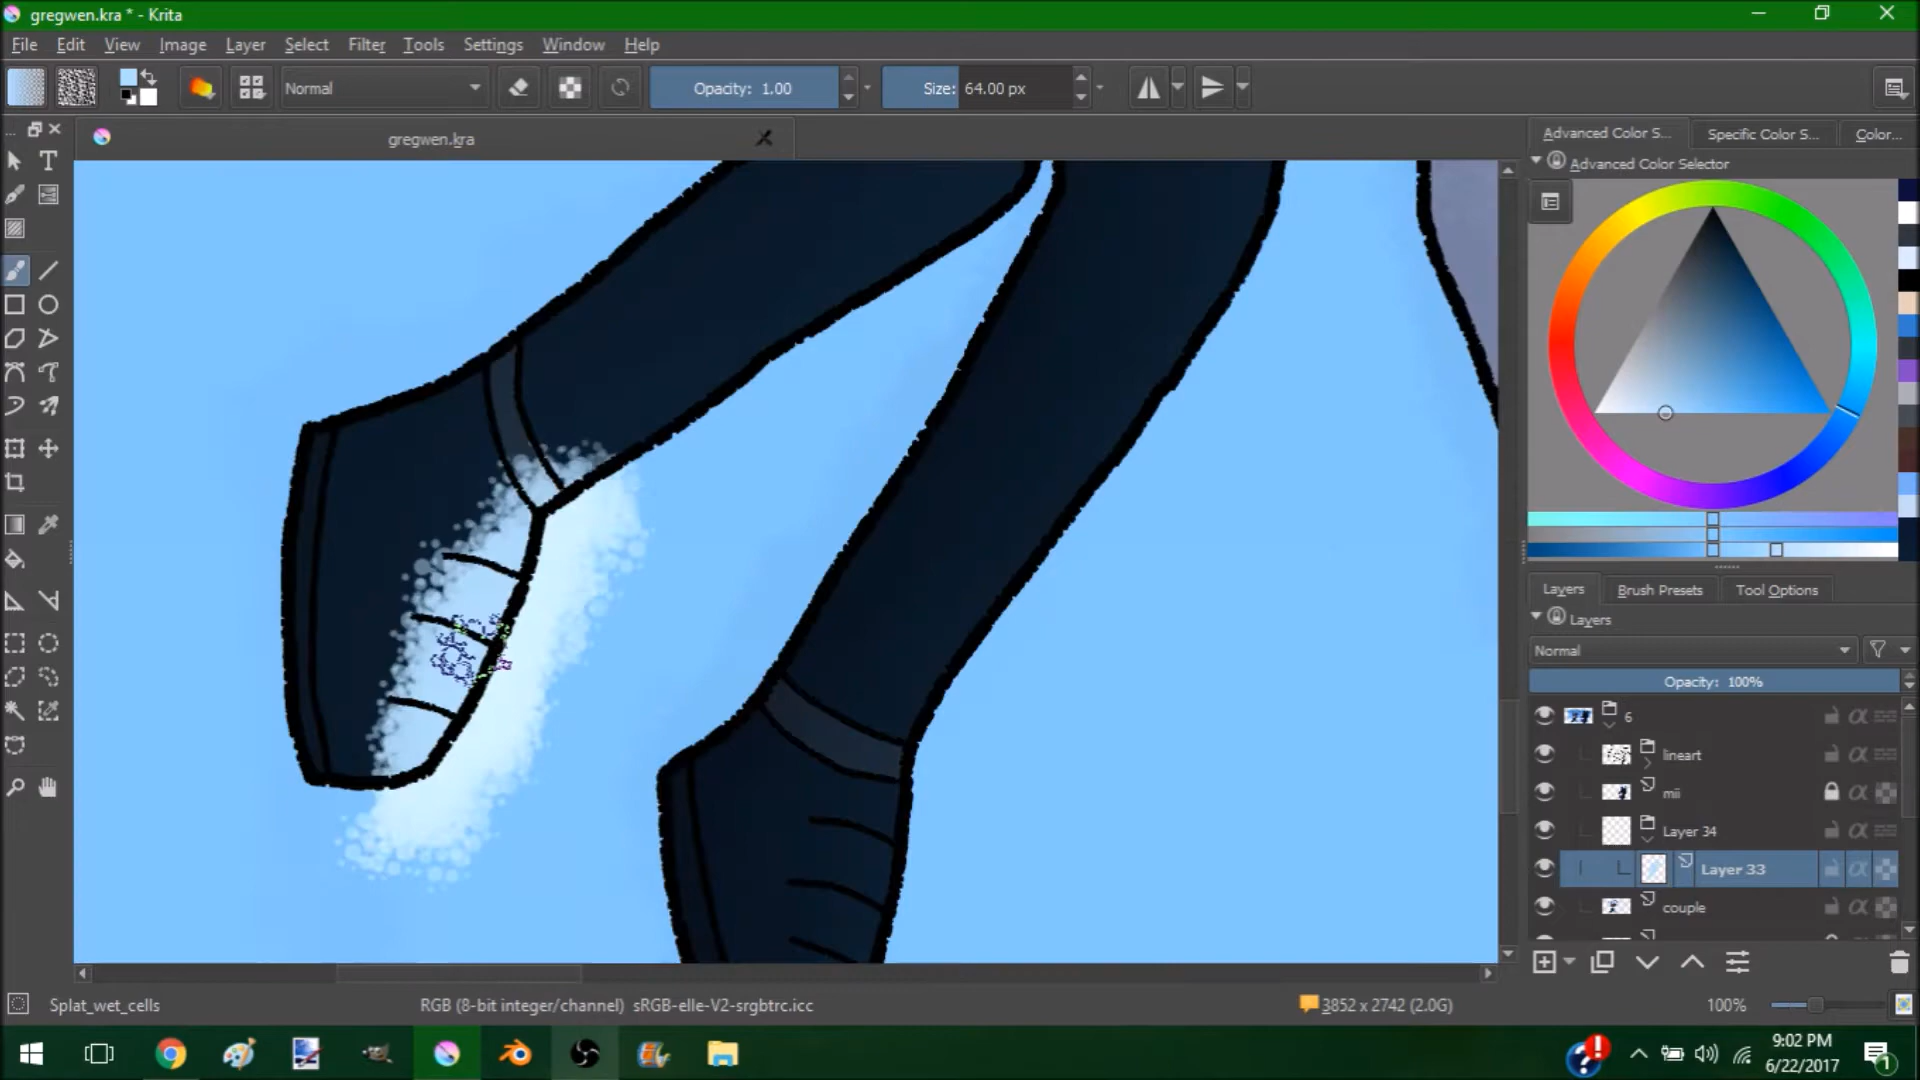 gregwen.kra * - Krita
File Edit View Image Layer Select Filter Tools Settings Window Help
Normal
Opacity: 1.00
Size: 64.00 px
gregwen.kra
Advanced Color S...
Specific Color S...
Color...
Advanced Color Selector
Layers
Brush Presets
Tool Options
Layers
Normal
Opacity: 100%
6
lineart
mii
Layer 34
Layer 33
couple
Splat_wet_cells
RGB (8-bit integer/channel) sRGB-elle-V2-srgbtrc.icc
3852 x 2742 (2.0G)
100%
9:02 PM
6/22/2017
1